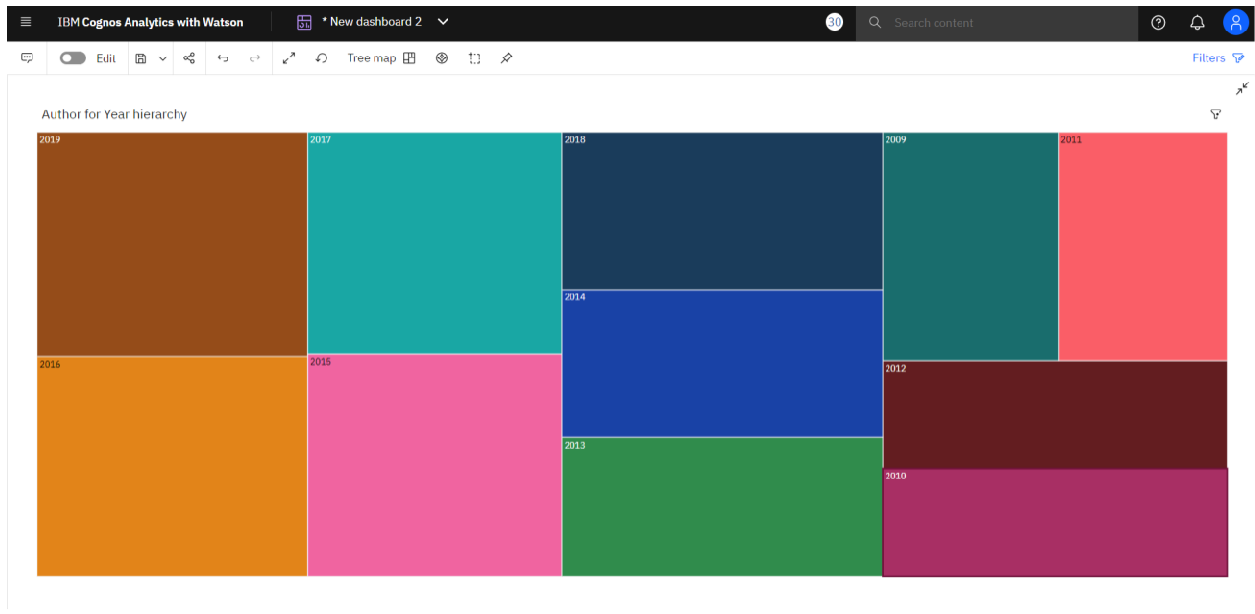 IBM Cognos Analytics with Watson
* New dashboard 2
30
Search content
Edit
Tree map
Filters
Author for Year hierarchy
2019
2017
2018
2009
2011
2014
2016
2015
2012
2013
2010